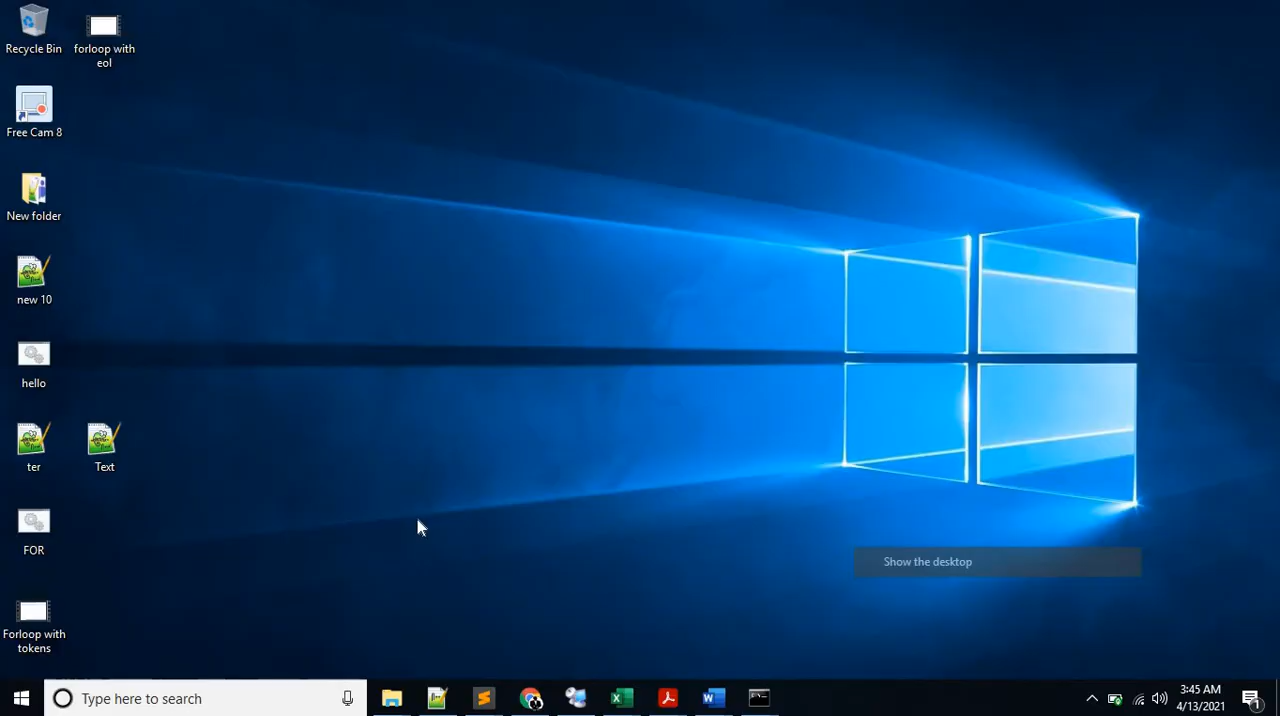 Recycle Bin
forloop with
eol
Free Cam 8
New folder
new 10
hello
ter
Text
FOR
Forloop with
tokens
Show the desktop
Type here to search
3:45 AM
4/13/2021
1